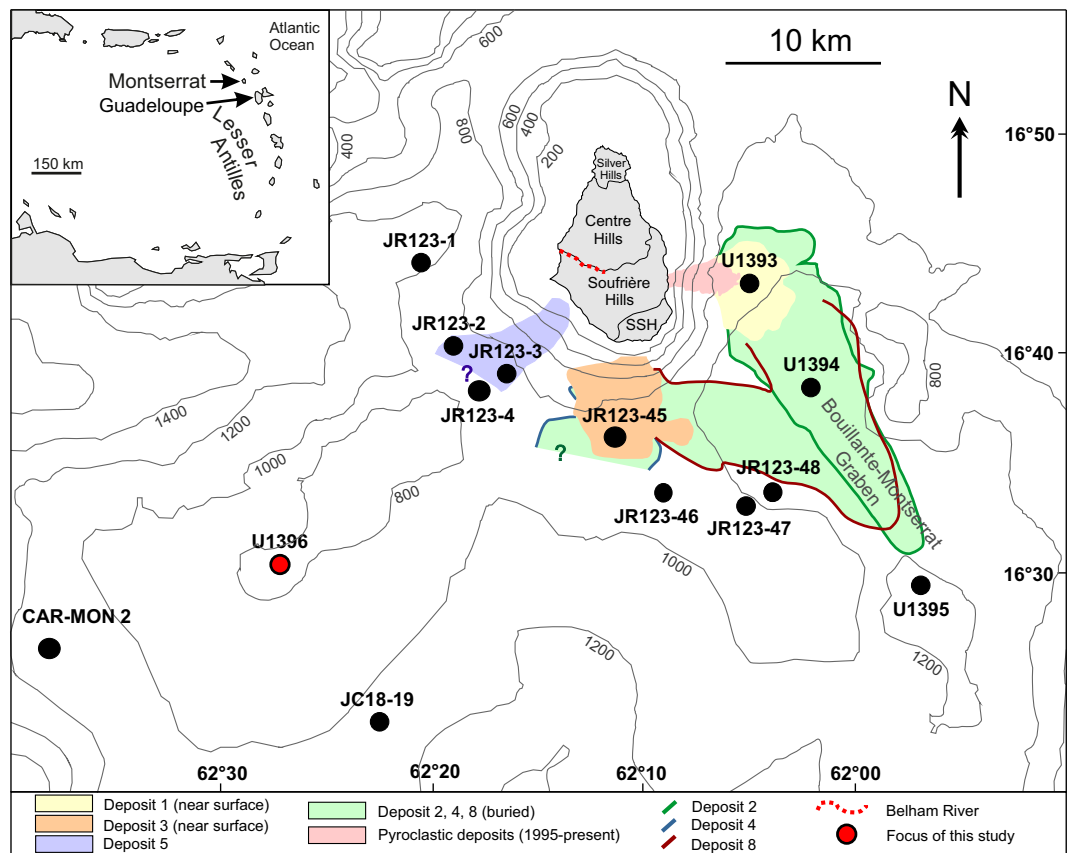 Atlantic
Ocean
Montserrat
Guadeloupe
Lesser
Antilles
150 km
600
10 km
N
800
600
400
200
400
16°50
Silver
Hills
Centre
Hills
Soufrière
Hills
SSH
JR123-1
U1393
JR123-2
JR123-3
?
JR123-4
16°40
U1394
800
1400
1200
JR123-45
?
Bouillante-Montserrat
Graben
1000
800
JR123-48
JR123-46
JR123-47
U1396
1000
16°30
U1395
CAR-MON 2
1200
1200
JC18-19
62°30
62°20
62°10
62°00
Deposit 1 (near surface)
Deposit 3 (near surface)
Deposit 5
Deposit 2, 4, 8 (buried)
Pyroclastic deposits (1995-present)
Deposit 2
Deposit 4
Deposit 8
Belham River
Focus of this study